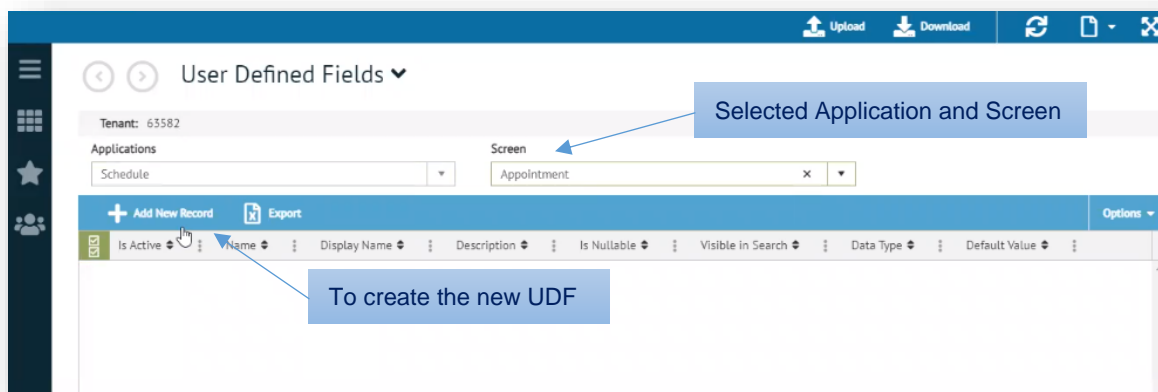 Upload Download
User Defined Fields
Selected Application and Screen
Tenant: 63582
Applications Screen
Schedule Appointment
Add New Record Export Options
Is Active Name Display Name Description Is Nullable Visible in Search Data Type Default Value
To create the new UDF